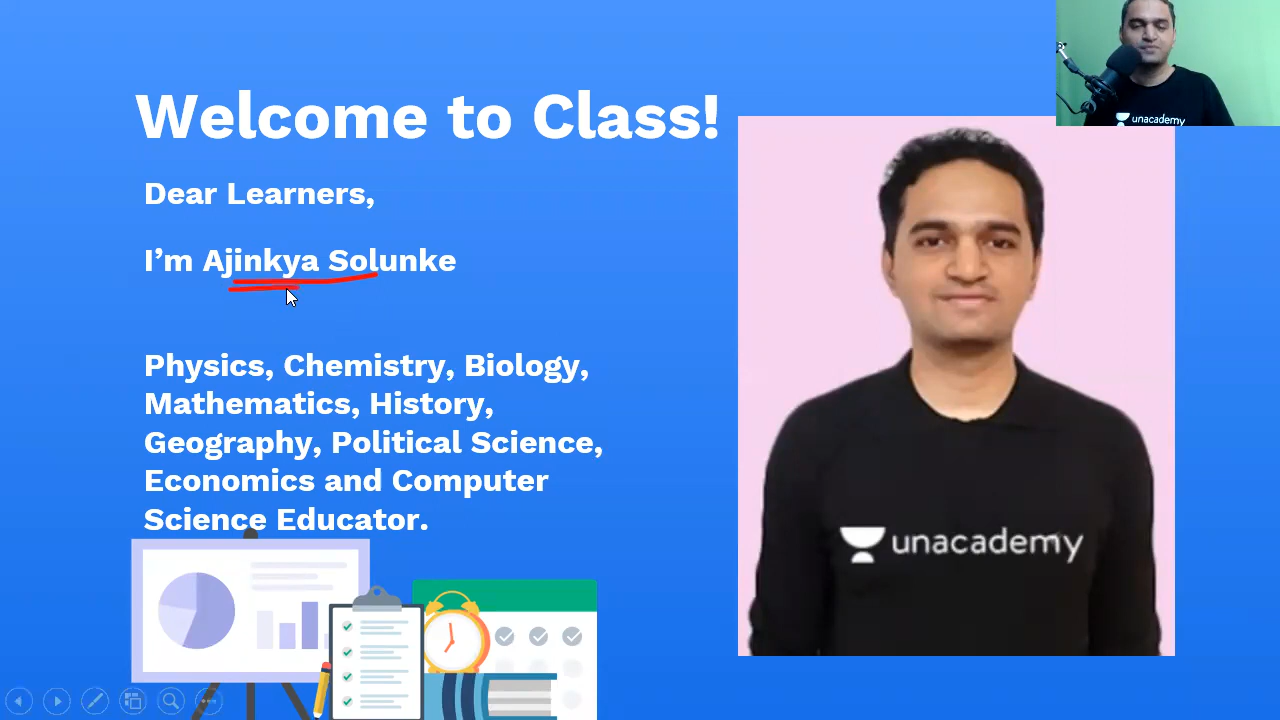 Welcome to Class!
Dear Learners,
I’m Ajinkya Solunke
Physics, Chemistry, Biology,
Mathematics, History,
Geography, Political Science,
Economics and Computer
Science Educator.
unacademy
unacademy